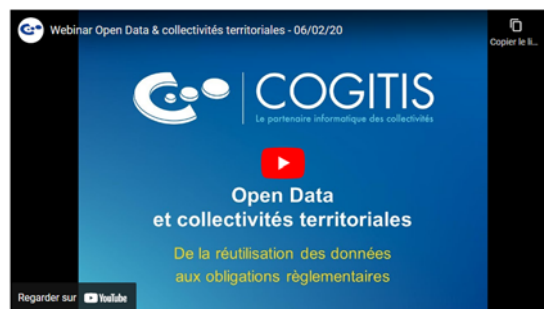 Webinar Open Data & collectivités territoriales - 06/02/20
Copier le li...
COGITIS
Le partenaire informatique des collectivités
Open Data
et collectivités territoriales
De la réutilisation des données
aux obligations règlementaires
Regarder sur YouTube